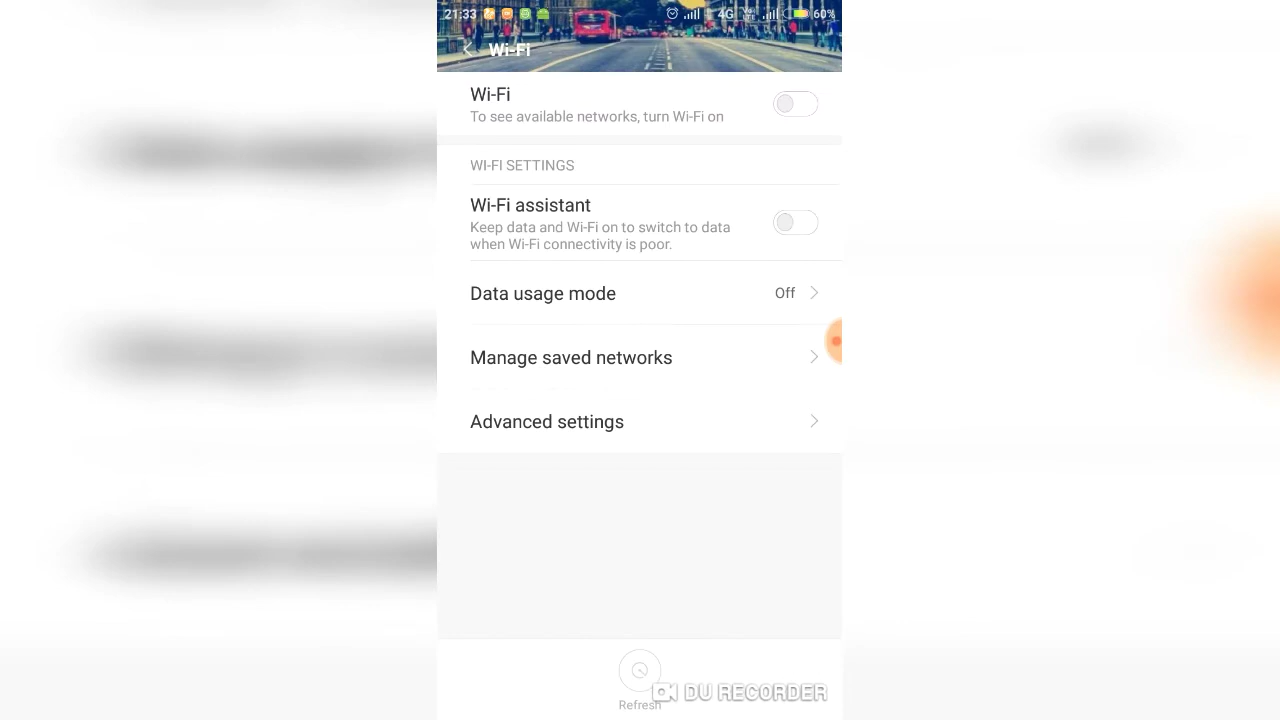 21:33 4G Vo LTE 60%
Wi-Fi
Wi-Fi
To see available networks, turn Wi-Fi on
WI-FI SETTINGS
Wi-Fi assistant
Keep data and Wi-Fi on to switch to data
when Wi-Fi connectivity is poor.
Data usage mode Off
Manage saved networks
Advanced settings
DU RECORDER
Refresh